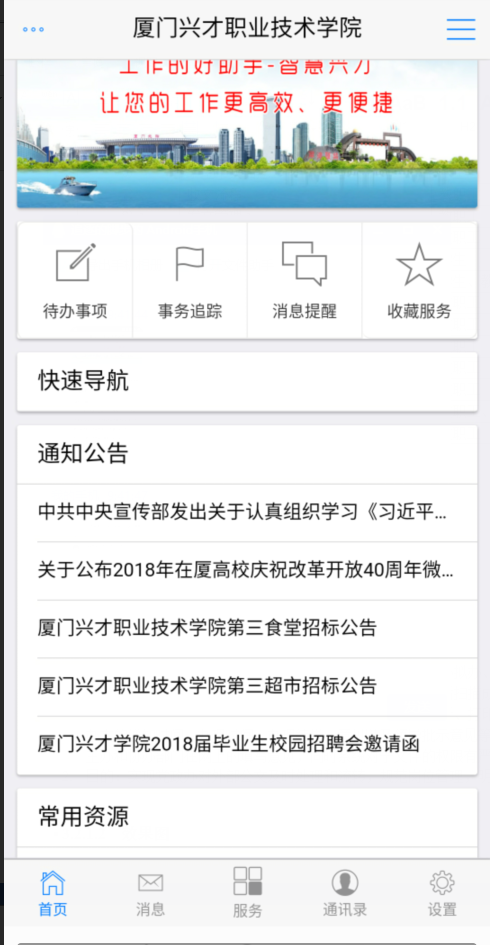 厦门兴才职业技术学院
工作的好助手-智慧兴才
让您的工作更高效、更便捷
待办事项
事务追踪
消息提醒
收藏服务
快速导航
通知公告
中共中央宣传部发出关于认真组织学习《习近平...
关于公布2018年在厦高校庆祝改革开放40周年微...
厦门兴才职业技术学院第三食堂招标公告
厦门兴才职业技术学院第三超市招标公告
厦门兴才学院2018届毕业生校园招聘会邀请函
常用资源
首页
消息
服务
通讯录
设置